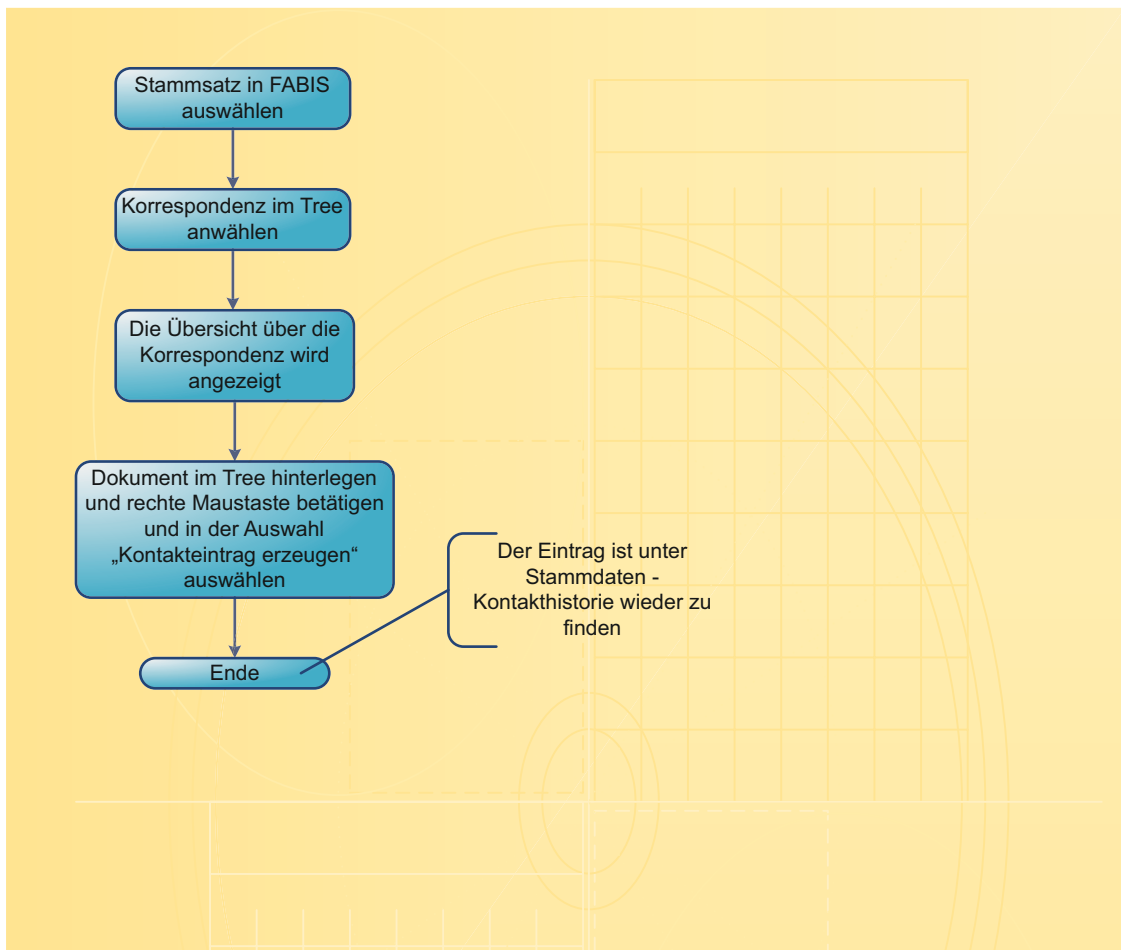 Stammsatz in FABIS
auswählen
Korrespondenz im Tree
anwählen
Die Übersicht über die
Korrespondenz wird
angezeigt
Dokument im Tree hinterlegen
und rechte Maustaste betätigen
und in der Auswahl
„Kontakteintrag erzeugen“
auswählen
Der Eintrag ist unter
Stammdaten -
Kontakthistorie wieder zu
finden
Ende